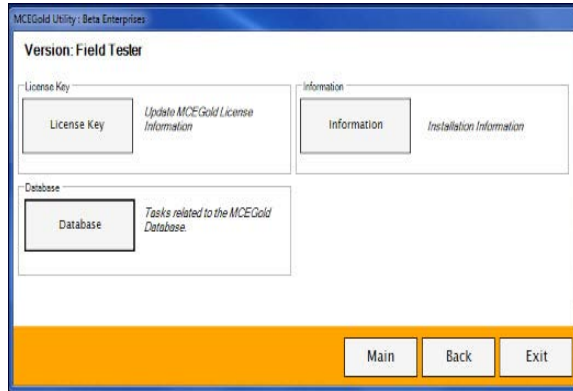 MCEGold Utility : Beta Enterprises
Version: Field Tester
License Key
License Key
Update MCEGold License
Information
Information
Information
Installation Information
Database
Database
Tasks related to the MCEGold
Database.
Main
Back
Exit